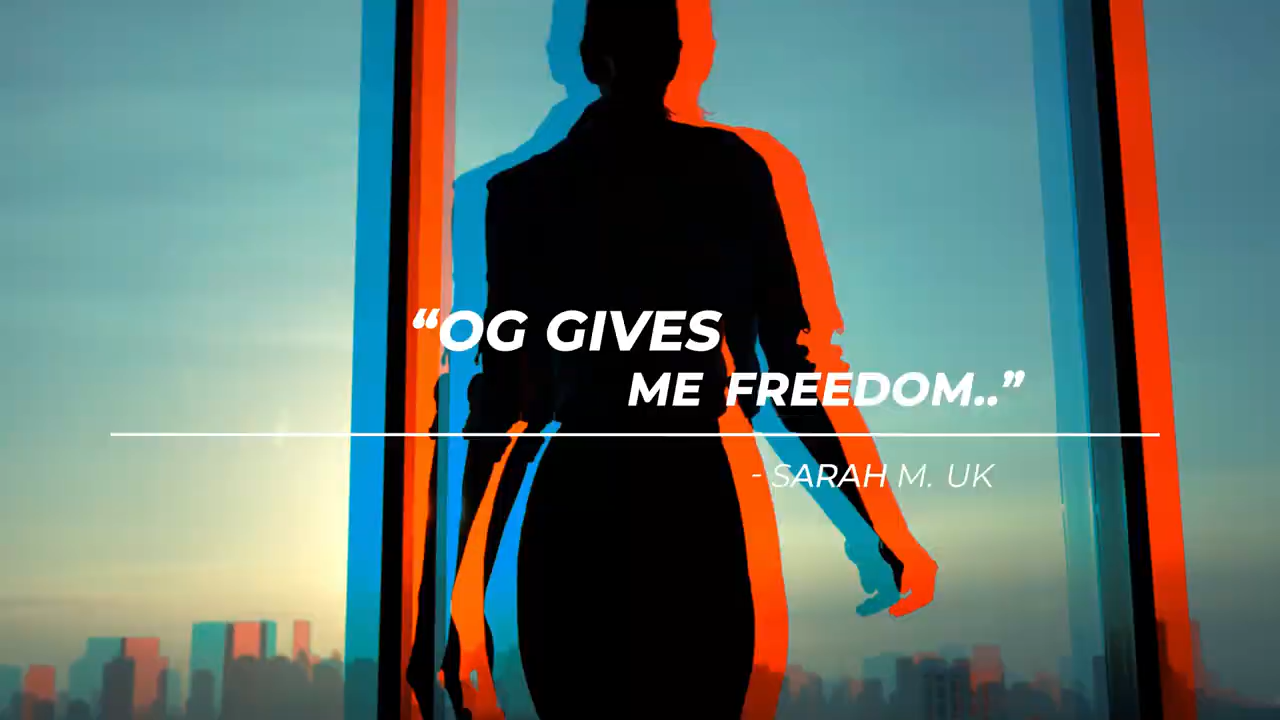 “OG GIVES
ME FREEDOM..”
- SARAH M. UK